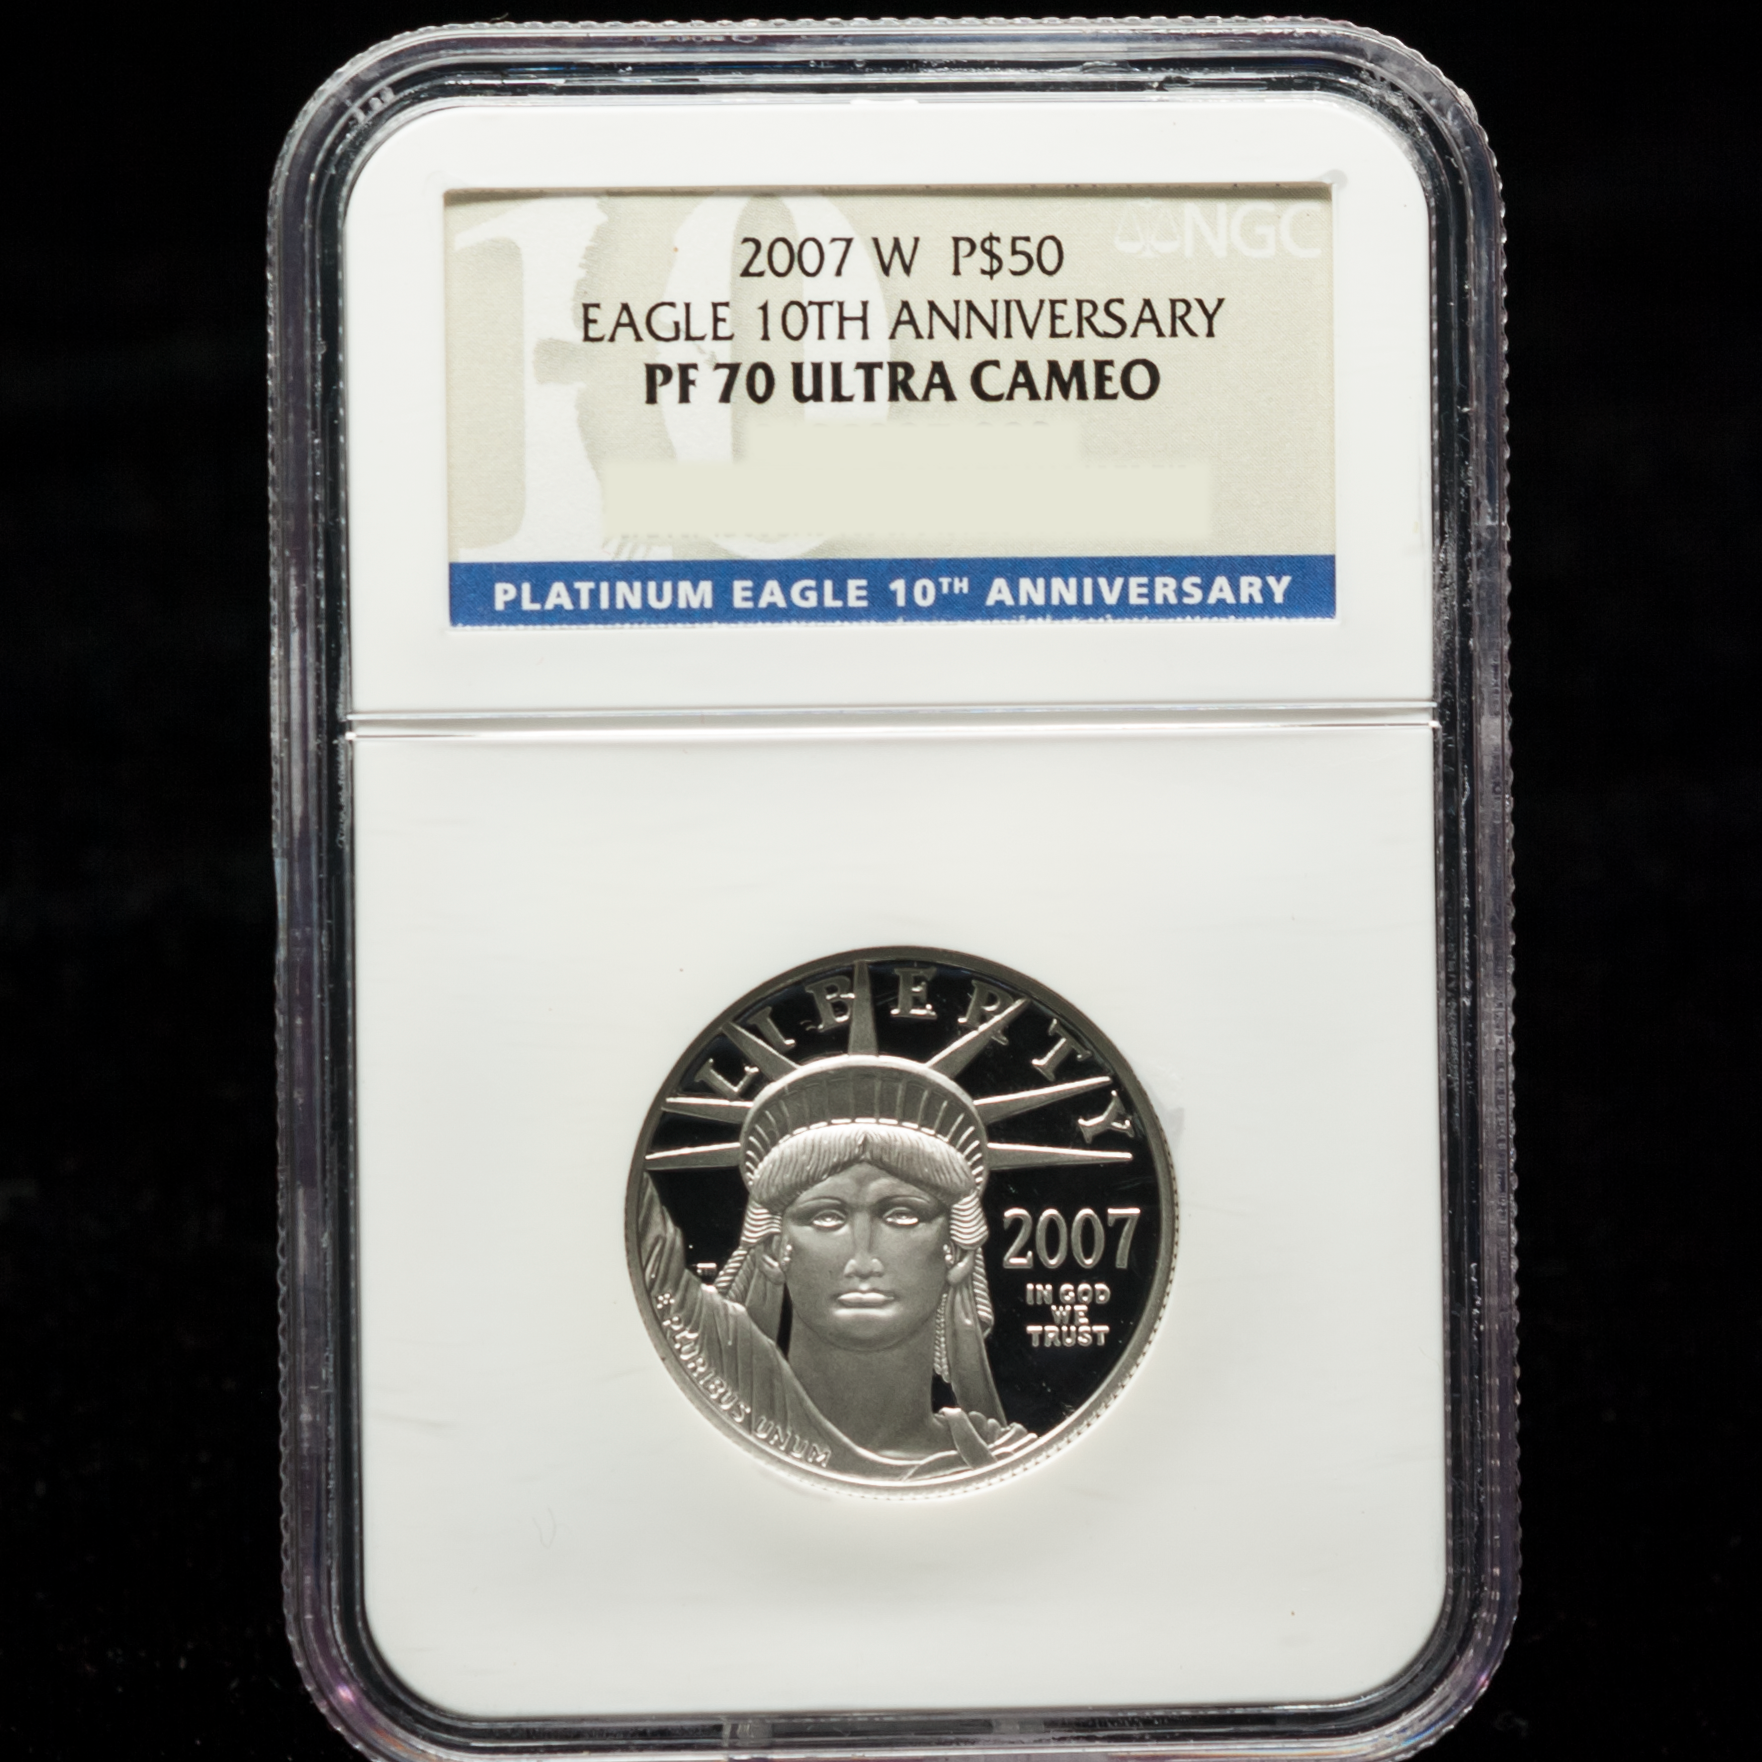 NGC
2007 W P$50
EAGLE 10TH ANNIVERSARY
PF 70 ULTRA CAMEO
PLATINUM EAGLE 10TH ANNIVERSARY
LIBERTY
2007
IN GOD
WE
TRUST
E PLURIBUS UNUM